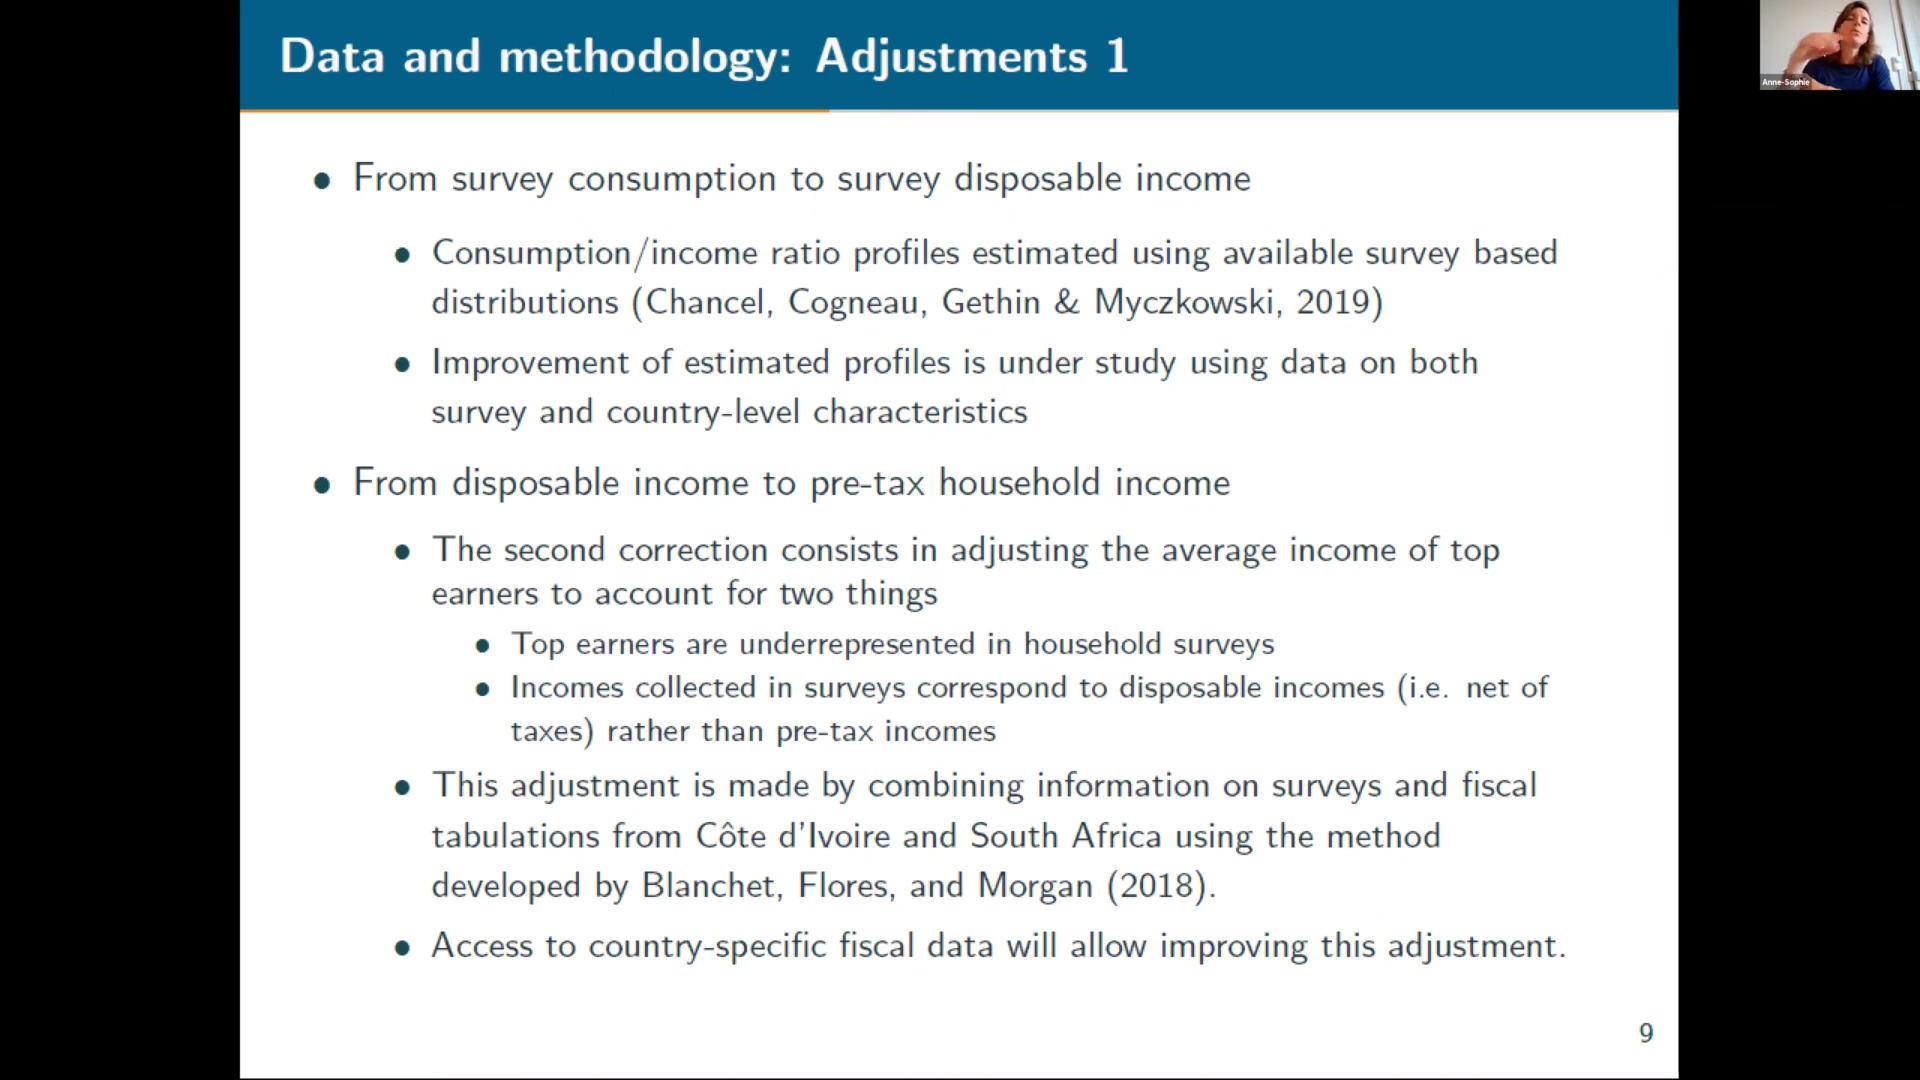 Data and methodology: Adjustments 1
Anne-Sophie
• From survey consumption to survey disposable income
• Consumption/income ratio profiles estimated using available survey based
distributions (Chancel, Cogneau, Gethin & Myczkowski, 2019)
• Improvement of estimated profiles is under study using data on both
survey and country-level characteristics
• From disposable income to pre-tax household income
• The second correction consists in adjusting the average income of top
earners to account for two things
• Top earners are underrepresented in household surveys
• Incomes collected in surveys correspond to disposable incomes (i.e. net of
taxes) rather than pre-tax incomes
• This adjustment is made by combining information on surveys and fiscal
tabulations from Côte d'Ivoire and South Africa using the method
developed by Blanchet, Flores, and Morgan (2018).
• Access to country-specific fiscal data will allow improving this adjustment.
9